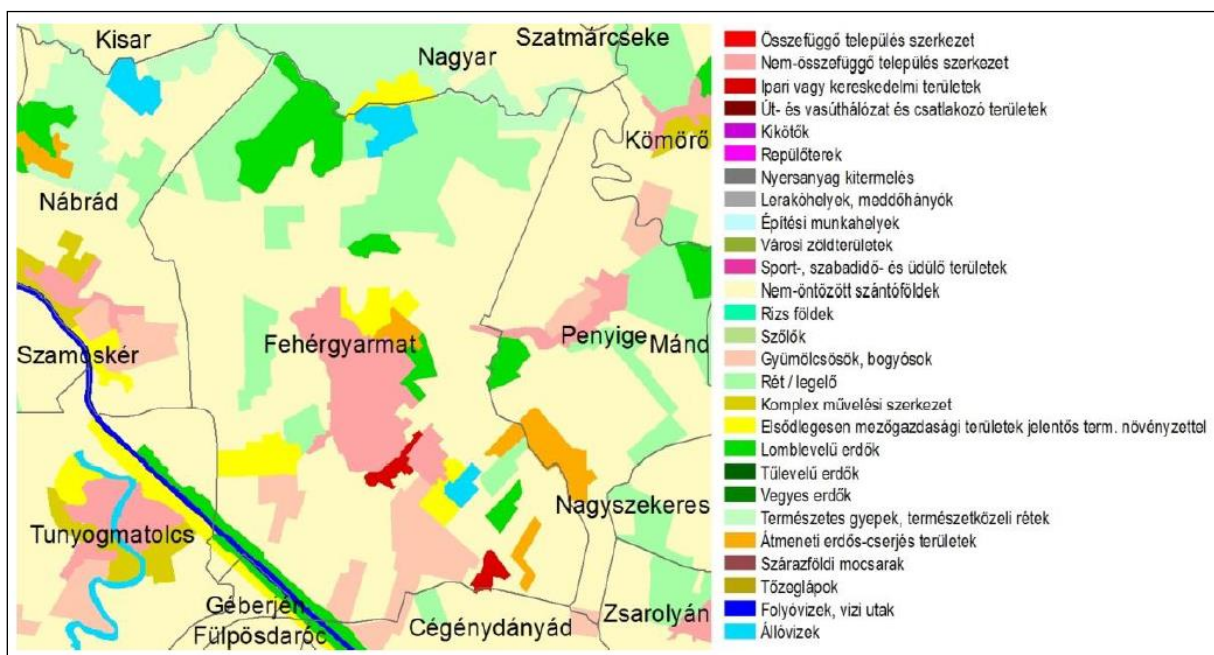 Kisar
Nagyar
Szatmárcseke
Kömörő
Nábrád
Fehérgyarmat
Penyige
Mánd
Szamoskér
Nagyszekeres
Tunyogmatolcs
Géberjén
Fülpösdaróc
Cégénydányád
Zsarolyán
Összefüggő település szerkezet
Nem-összefüggő település szerkezet
Ipari vagy kereskedelmi területek
Út- és vasúthálózat és csatlakozó területek
Kikötők
Repülőterek
Nyersanyag kitermelés
Lerakóhelyek, meddőhányók
Építési munkahelyek
Városi zöldterületek
Sport-, szabadidő- és üdülő területek
Nem-öntözött szántóföldek
Rizs földek
Szőlők
Gyümölcsösök, bogyósok
Rét / legelő
Komplex művelési szerkezet
Elsődlegesen mezőgazdasági területek jelentős term. növényzettel
Lomblevelű erdők
Tűlevelű erdők
Vegyes erdők
Természetes gyepek, természetközeli rétek
Átmeneti erdős-cserjés területek
Szárazföldi mocsarak
Tőzeglápok
Folyóvizek, vizi utak
Állóvizek